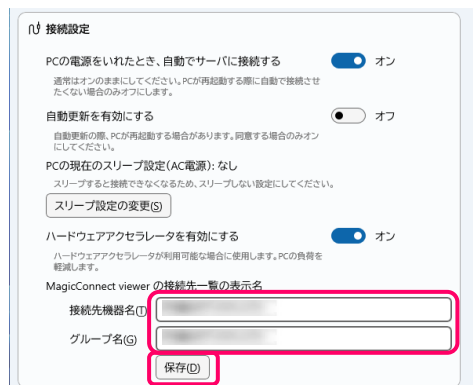 接続設定
PCの電源をいれたとき、自動でサーバに接続する
オン
通常はオンのままにしてください。PCが再起動する際に自動で接続させ
たくない場合のみオフにします。
自動更新を有効にする
オフ
自動更新の際、PCが再起動する場合があります。同意する場合のみオン
にしてください。
PCの現在のスリープ設定(AC電源): なし
スリープすると接続できなくなるため、スリープしない設定にしてください。
スリープ設定の変更(S)
ハードウェアアクセラレータを有効にする
オン
ハードウェアアクセラレータが利用可能な場合に使用します。PCの負荷を
軽減します。
MagicConnect viewer の接続先一覧の表示名
接続先機器名(T)
グループ名(G)
保存(D)